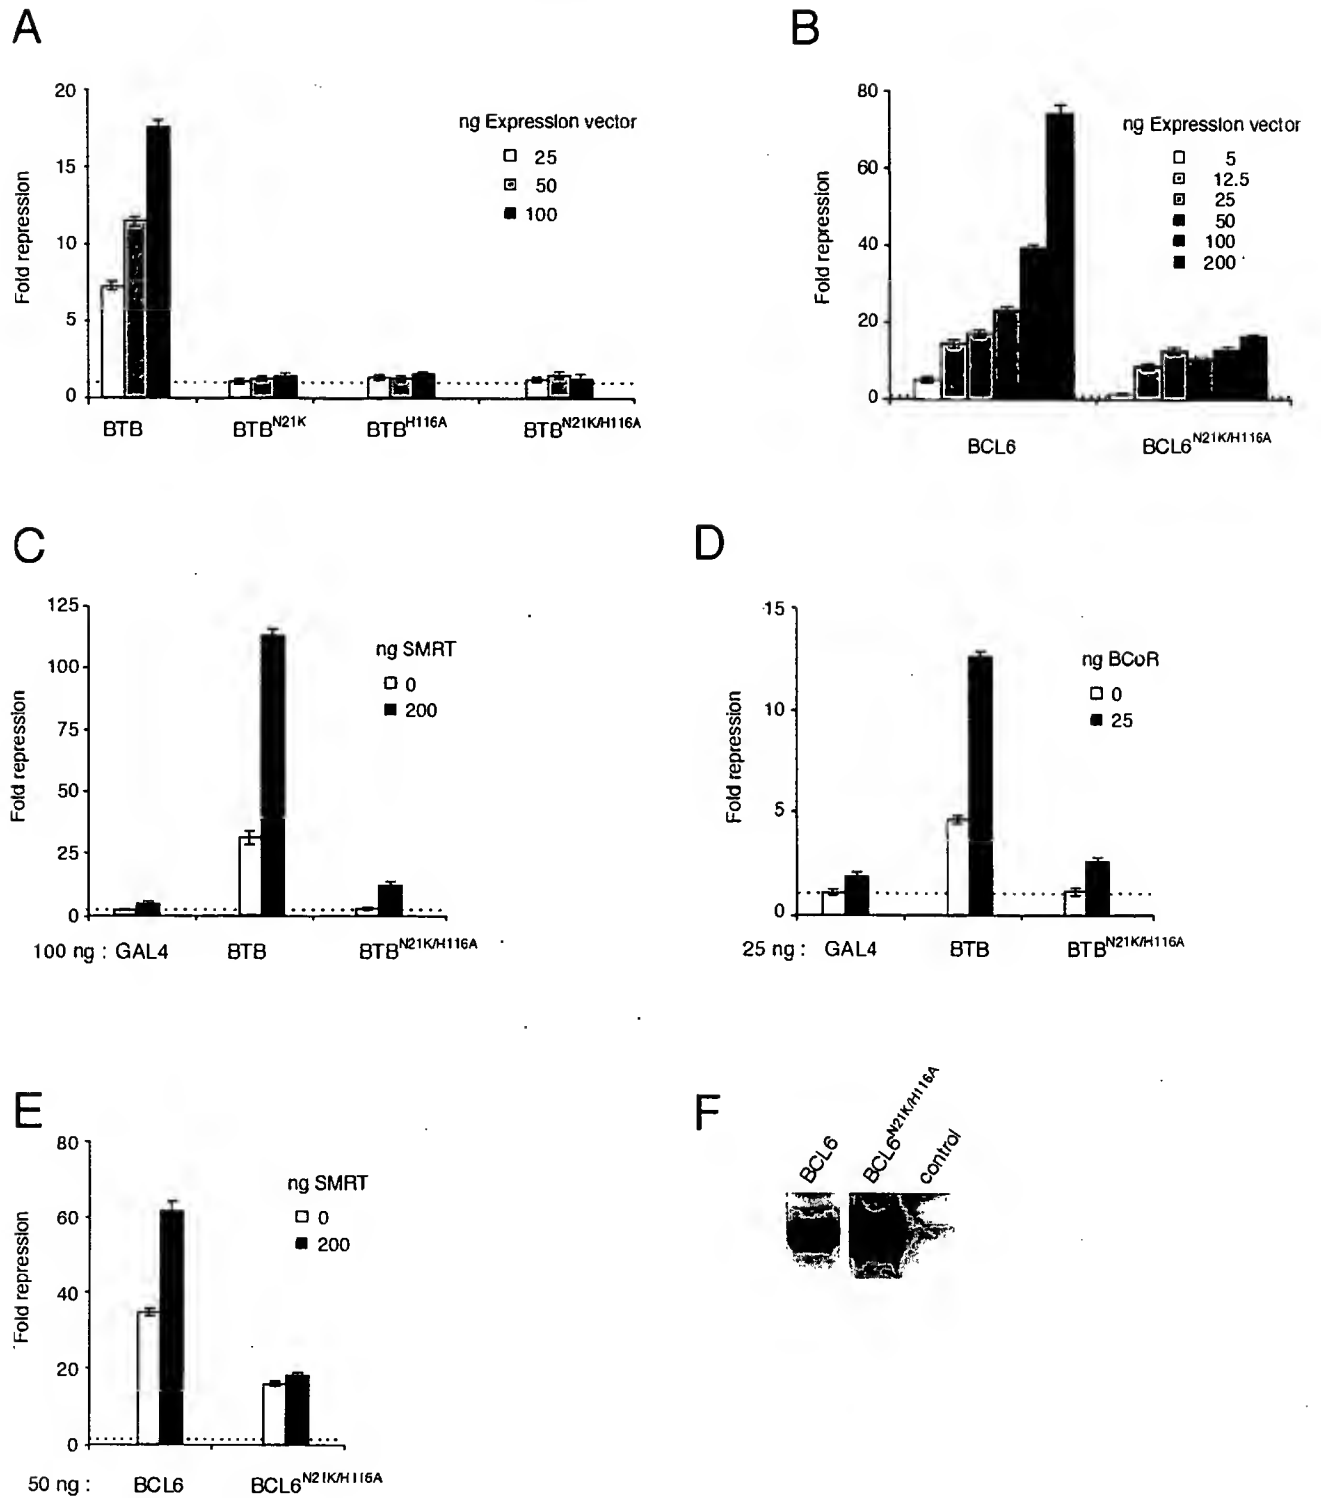 A
20
15
10
5
0
Fold repression
ng Expression vector
25
50
100
BTB
BTB^N21K
BTB^H116A
BTB^N21K/H116A
B
80
60
40
20
0
Fold repression
ng Expression vector
5
12.5
25
50
100
200
BCL6
BCL6^N21K/H116A
C
125
100
75
50
25
0
Fold repression
ng SMRT
0
200
100 ng : GAL4 BTB BTB^N21K/H116A
D
15
10
5
0
Fold repression
ng BCoR
0
25
25 ng : GAL4 BTB BTB^N21K/H116A
E
80
60
40
20
0
Fold repression
ng SMRT
0
200
50 ng : BCL6 BCL6^N21K/H116A
F
BCL6
BCL6^N21K/H116A
control